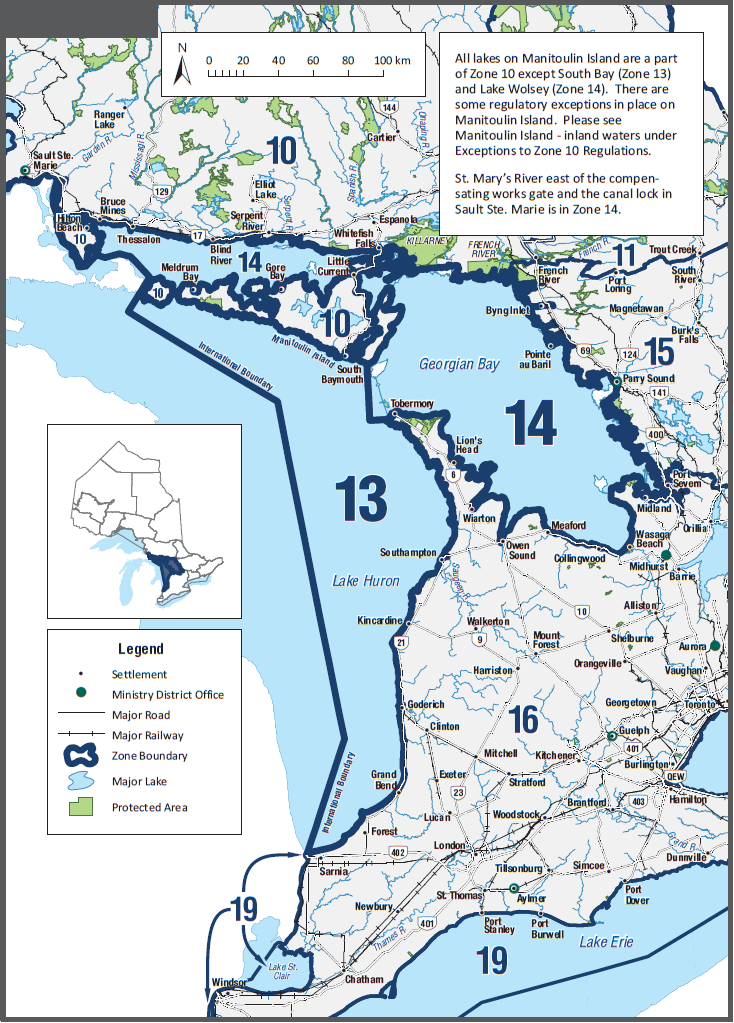 N
0 20 40 60 80 100 km
All lakes on Manitoulin Island are a part
of Zone 10 except South Bay (Zone 13)
and Lake Wolsey (Zone 14). There are
some regulatory exceptions in place on
Manitoulin Island. Please see
Manitoulin Island - inland waters under
Exceptions to Zone 10 Regulations.
St. Mary's River east of the compen-
sating works gate and the canal lock in
Sault Ste. Marie is in Zone 14.
Ranger
Lake
144
Cartier
Onaping R.
Garden R.
Mississagi R.
10
Sault Ste.
Marie
Elliot
Lake
Spanish R.
129
Serpent R.
Bruce
Mines
Hilton
Beach
10
Thessalon
17
Serpent
River
Espanola
Whitefish
Falls
KILLARNEY
FRENCH
RIVER
French R.
11
Trout Creek
Blind
River
14
Little
Current
Meldrum
Bay
Gore
Bay
French
River
Port
Loring
South
River
10
10
Manitoulin Island
Byng Inlet
Magnetawan
Burk's
Falls
International Boundary
South
Baymouth
Georgian Bay
Pointe
au Baril
69
124
15
Parry Sound
141
Tobermory
14
400
Lion's
Head
6
13
Port
Severn
Midland
Orillia
Wiarton
Meaford
Owen
Sound
Collingwood
Wasaga
Beach
Midhurst
Barrie
Southampton
Lake Huron
Saugeen R.
Kincardine
21
Walkerton
9
10
Alliston
Mount
Forest
Shelburne
Aurora
Harriston
Orangeville
Vaughan
Goderich
16
Georgetown
Toronto
Clinton
Guelph
401
Mitchell
Kitchener
Burlington
QEW
International Boundary
Grand
Bend
Exeter
Stratford
23
Brantford
403
Hamilton
Lucan
Woodstock
Grand R.
Forest
402
London
Dunnville
Sarnia
Tillsonburg
Simcoe
St. Thomas
Aylmer
Port
Dover
Newbury
401
Thames R.
Port
Stanley
Port
Burwell
19
Lake St.
Clair
Lake Erie
19
Windsor
Chatham
Legend
Settlement
Ministry District Office
Major Road
Major Railway
Zone Boundary
Major Lake
Protected Area